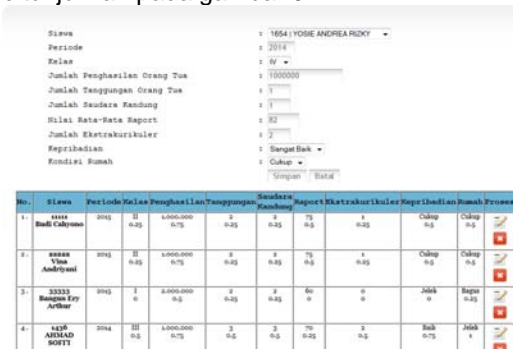 Siswa : 1654 | YOSIE ANDREA RIZKY
Periode : 2014
Kelas : IV
Jumlah Penghasilan Orang Tua : 1000000
Jumlah Tanggungan Orang Tua : 1
Jumlah Saudara Kandung : 1
Nilai Rata-Rata Raport : 82
Jumlah Ekstrakurikuler : 2
Kepribadian : Sangat Baik
Kondisi Rumah : Cukup
Simpan Batal
No. Siswa Periode Kelas Penghasilan Tanggungan Saudara Kandung Raport Ekstrakurikuler Kepribadian Rumah Proses
1. 11111 Budi Cahyono 2015 II 0.25 1.000.000 0.75 2 0.25 2 0.25 75 0.5 1 0.25 Cukup 0.5 Cukup 0.5
2. 22222 Vina Andriyani 2015 II 0.25 1.000.000 0.75 2 0.25 2 0.25 75 0.5 1 0.25 Cukup 0.5 Cukup 0.5
3. 33333 Bangun Ery Arthur 2015 I 0 2.000.000 0.5 2 0.25 2 0.25 60 0 0 0 Jelek 0 Bagus 0.25
4. 1436 AHMAD SOFTI 2014 III 0.5 1.000.000 0.75 3 0.5 3 0.5 70 0.25 2 0.5 Baik 0.75 Jelek 1